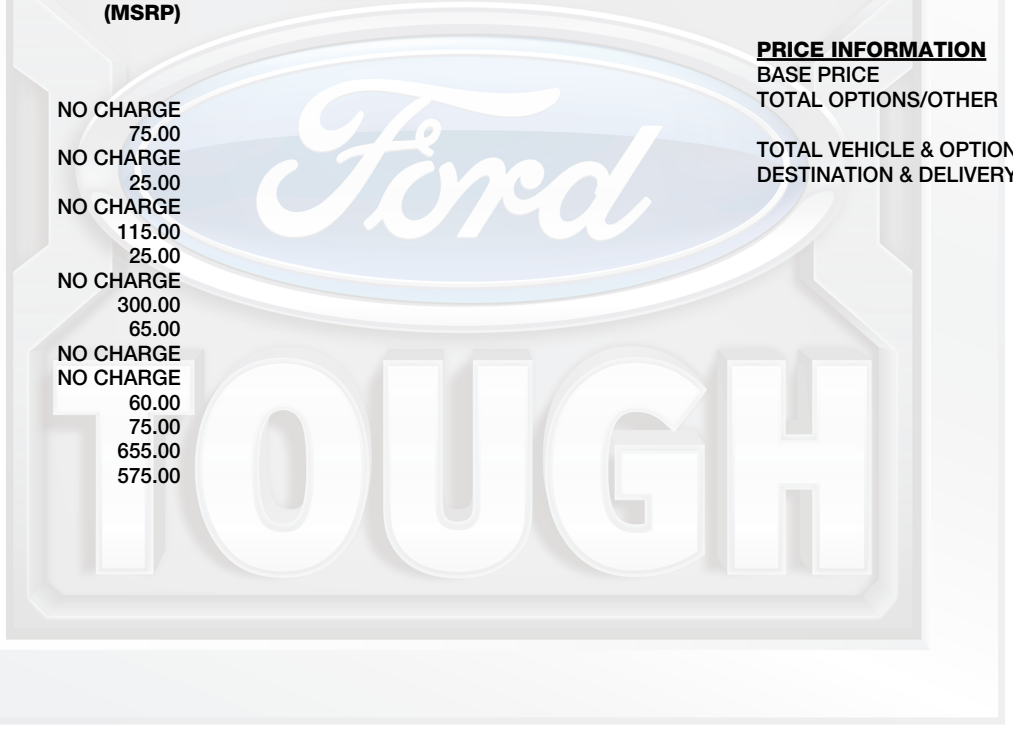 (MSRP)
NO CHARGE
75.00
NO CHARGE
25.00
NO CHARGE
115.00
25.00
NO CHARGE
300.00
65.00
NO CHARGE
NO CHARGE
60.00
75.00
655.00
575.00
PRICE INFORMATION
BASE PRICE
TOTAL OPTIONS/OTHER
TOTAL VEHICLE & OPTION
DESTINATION & DELIVERY
Ford
TOUGH